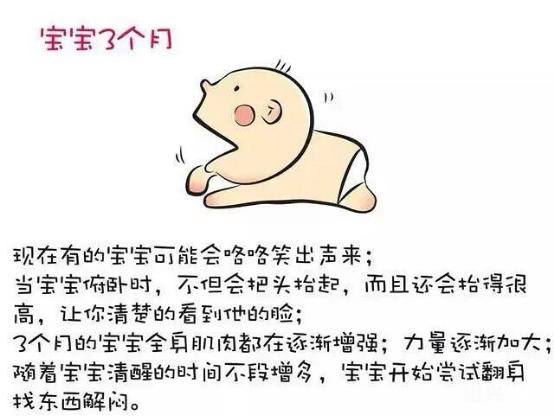 宝宝3个月
现在有的宝宝可能会咯咯笑出声来；
当宝宝俯卧时，不但会把头抬起，而且还会抬得很
高，让你清楚的看到他的脸；
3个月的宝宝全身肌肉都在逐渐增强；力量逐渐加大；
随着宝宝清醒的时间不段增多，宝宝开始尝试翻身
找东西解闷。